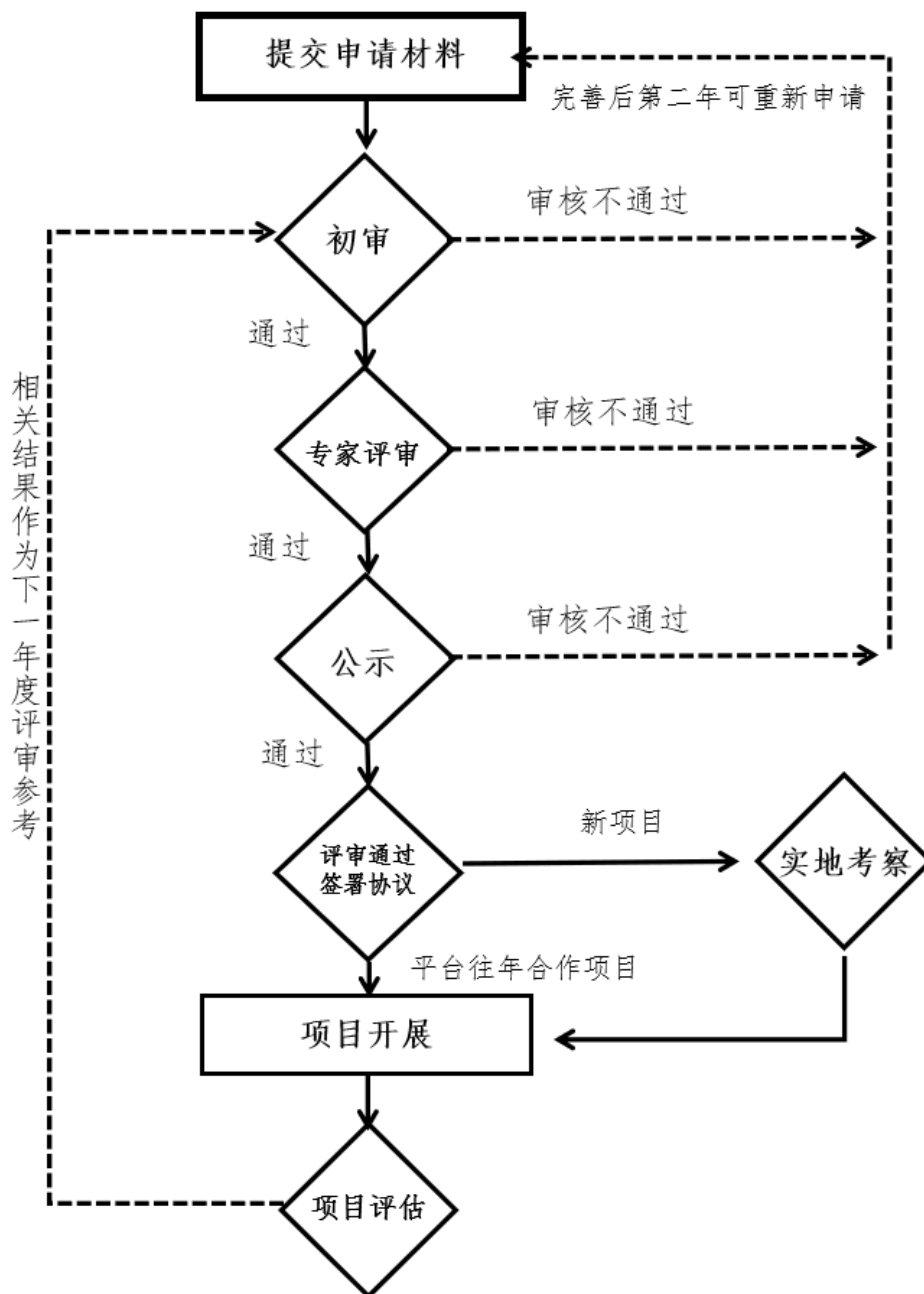 提交申请材料
完善后第二年可重新申请
审核不通过
初审
通过
相关结果作为下一年度评审参考
审核不通过
专家评审
通过
审核不通过
公示
通过
新项目
评审通过
签署协议
实地考察
平台往年合作项目
项目开展
项目评估